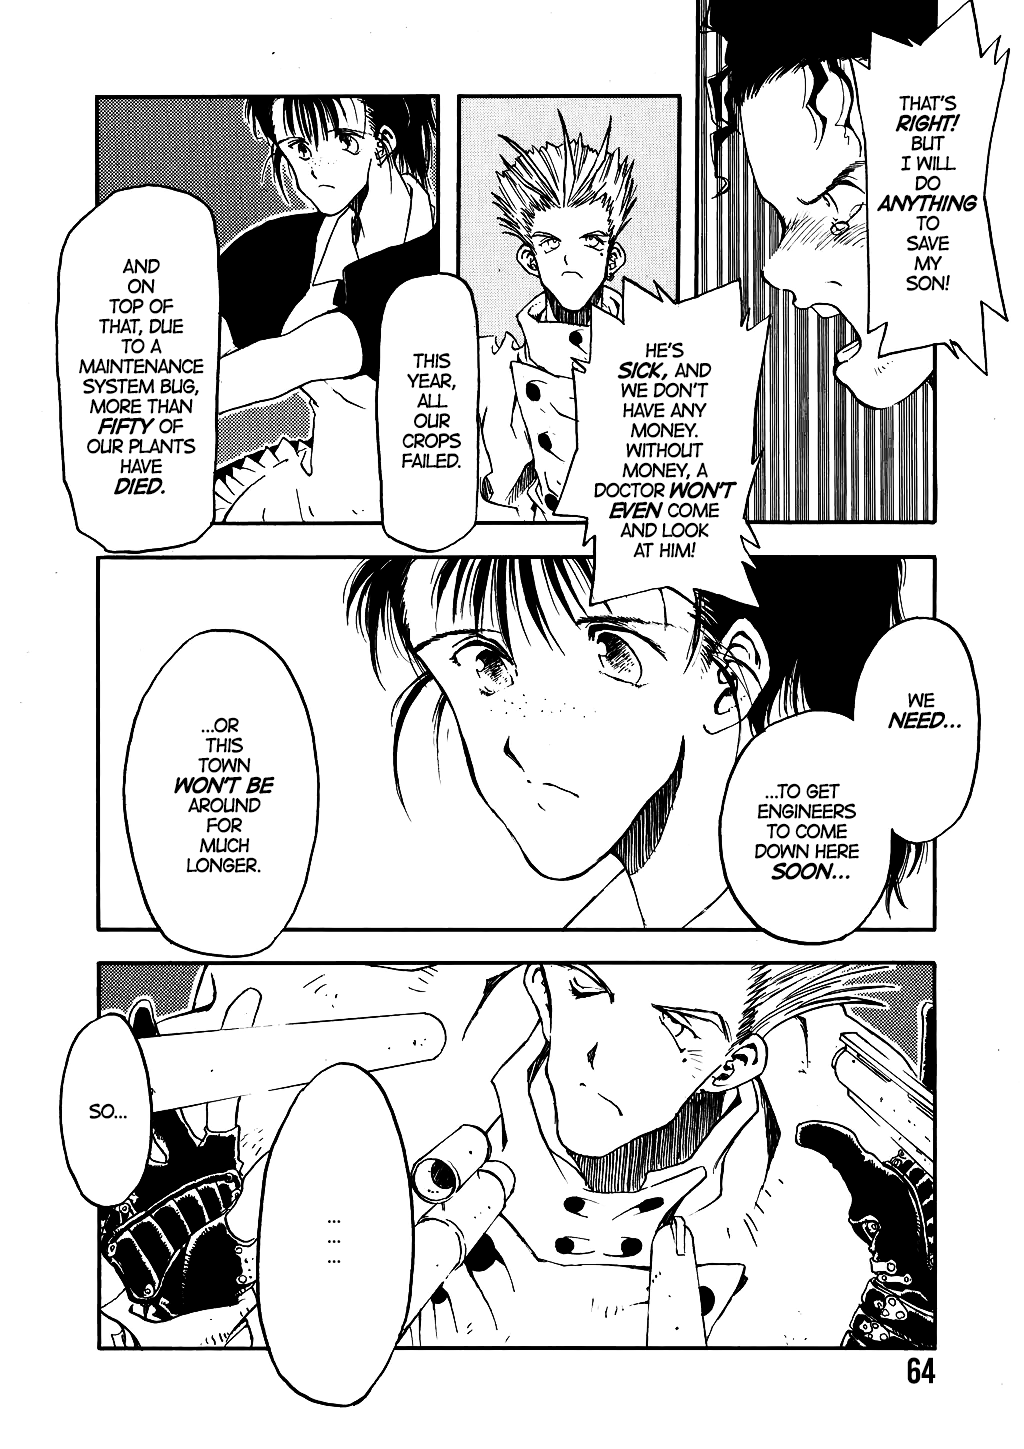 THAT'S
RIGHT!
BUT
I WILL
DO
ANYTHING
TO
SAVE
MY
SON!
HE'S
SICK, AND
WE DON'T
HAVE ANY
MONEY.
WITHOUT
MONEY, A
DOCTOR WON'T
EVEN COME
AND LOOK
AT HIM!
THIS
YEAR,
ALL
OUR
CROPS
FAILED.
AND
ON
TOP OF
THAT, DUE
TO A
MAINTENANCE
SYSTEM BUG,
MORE THAN
FIFTY OF
OUR PLANTS
HAVE
DIED.
WE
NEED...
...TO GET
ENGINEERS
TO COME
DOWN HERE
SOON...
...OR
THIS
TOWN
WON'T BE
AROUND
FOR
MUCH
LONGER.
...
...
...
SO...
64